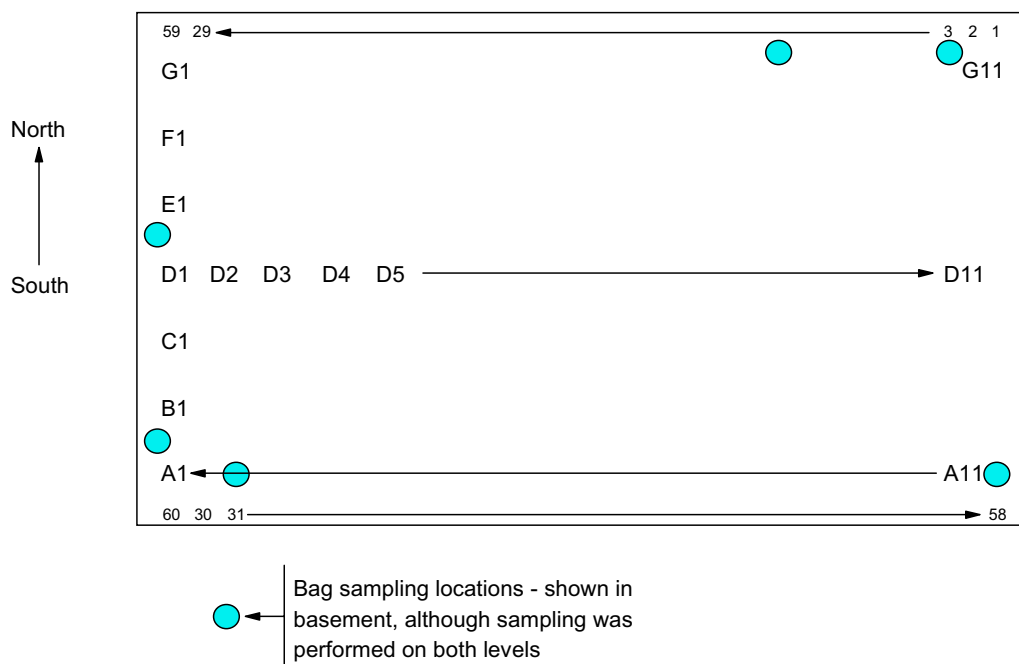 59 29 3 2 1
G1 G11
North
F1
E1
South
D1 D2 D3 D4 D5 D11
C1
B1
A1 A11
60 30 31 58
Bag sampling locations - shown in
basement, although sampling was
performed on both levels